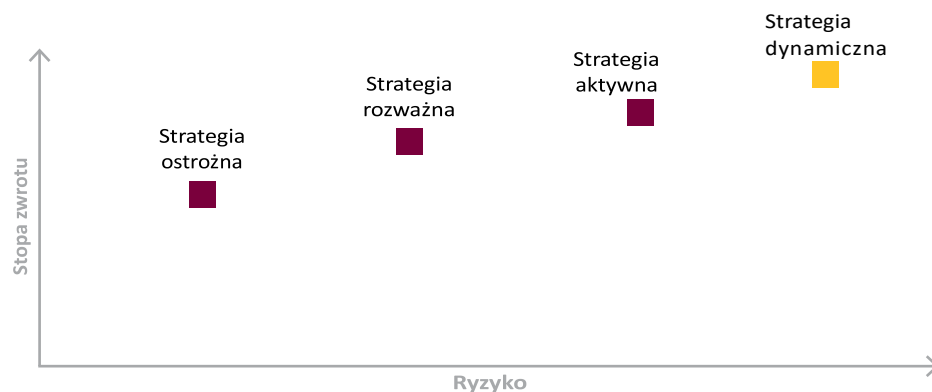 Strategia
dynamiczna
Strategia
aktywna
Strategia
rozważna
Strategia
ostrożna
Stopa zwrotu
Ryzyko